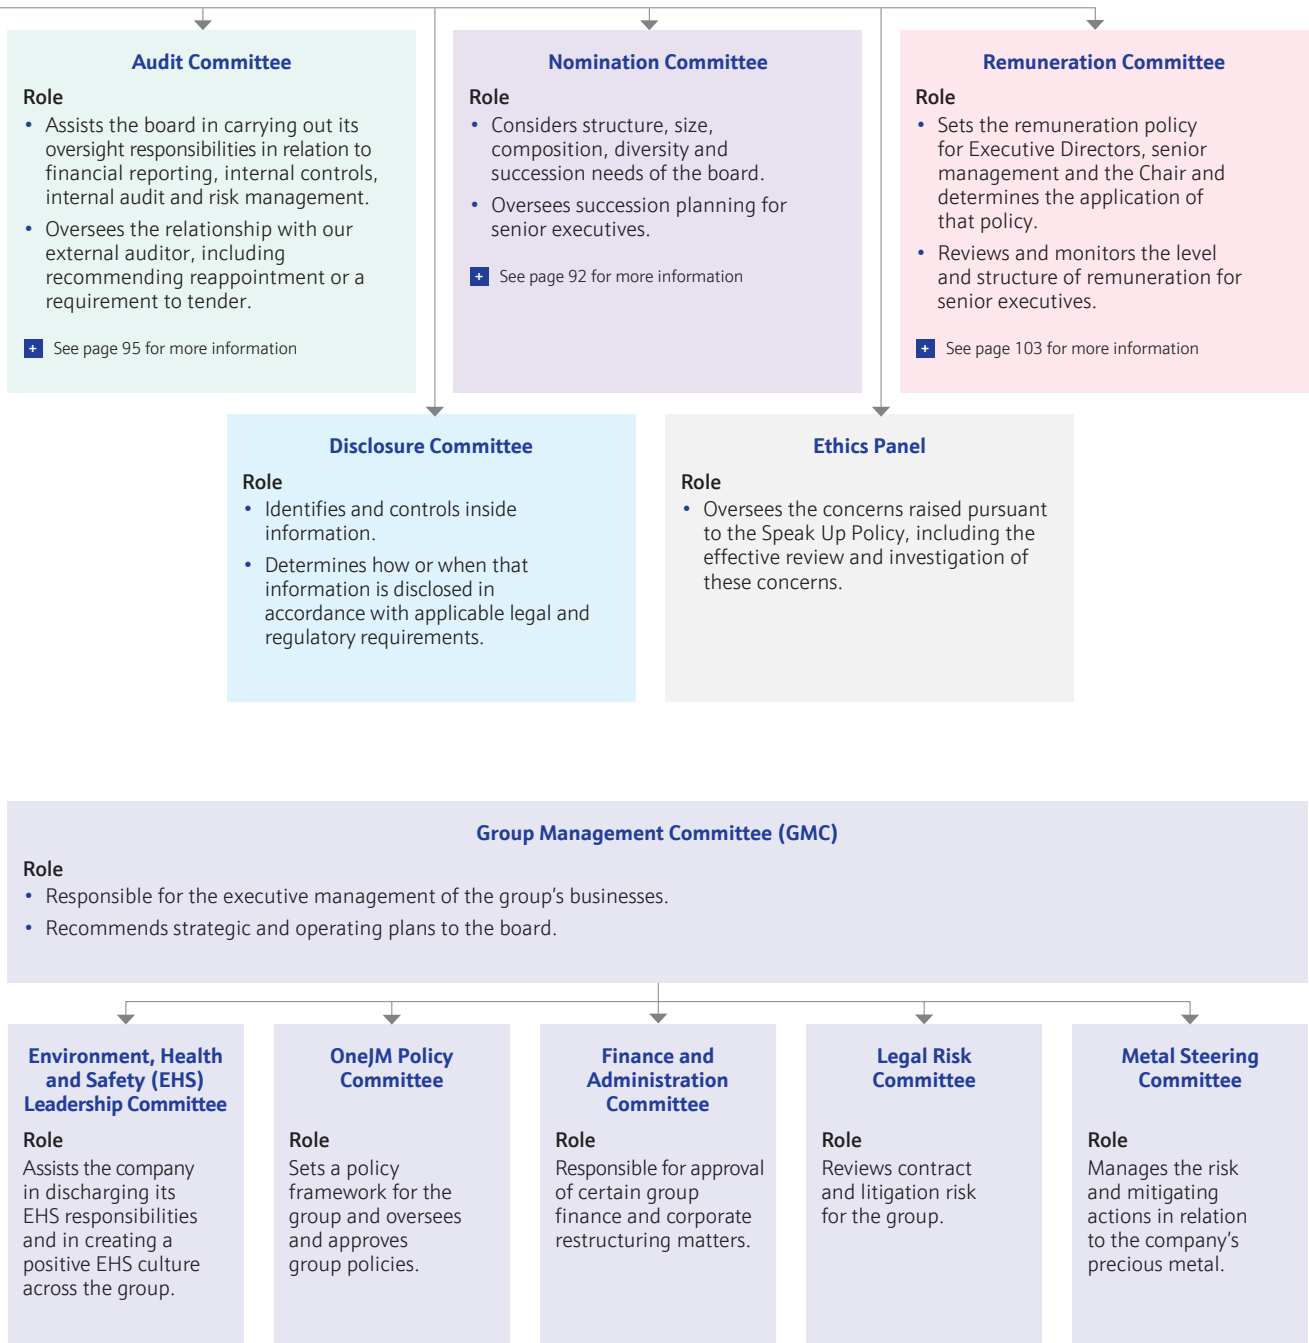 Audit Committee
Role
• Assists the board in carrying out its
oversight responsibilities in relation to
financial reporting, internal controls,
internal audit and risk management.
• Oversees the relationship with our
external auditor, including
recommending reappointment or a
requirement to tender.
+ See page 95 for more information
Nomination Committee
Role
• Considers structure, size,
composition, diversity and
succession needs of the board.
• Oversees succession planning for
senior executives.
+ See page 92 for more information
Remuneration Committee
Role
• Sets the remuneration policy
for Executive Directors, senior
management and the Chair and
determines the application of
that policy.
• Reviews and monitors the level
and structure of remuneration for
senior executives.
+ See page 103 for more information
Disclosure Committee
Role
• Identifies and controls inside
information.
• Determines how or when that
information is disclosed in
accordance with applicable legal and
regulatory requirements.
Ethics Panel
Role
• Oversees the concerns raised pursuant
to the Speak Up Policy, including the
effective review and investigation of
these concerns.
Group Management Committee (GMC)
Role
• Responsible for the executive management of the group’s businesses.
• Recommends strategic and operating plans to the board.
Environment, Health
and Safety (EHS)
Leadership Committee
Role
Assists the company
in discharging its
EHS responsibilities
and in creating a
positive EHS culture
across the group.
OneJM Policy
Committee
Role
Sets a policy
framework for the
group and oversees
and approves
group policies.
Finance and
Administration
Committee
Role
Responsible for approval
of certain group
finance and corporate
restructuring matters.
Legal Risk
Committee
Role
Reviews contract
and litigation risk
for the group.
Metal Steering
Committee
Role
Manages the risk
and mitigating
actions in relation
to the company’s
precious metal.